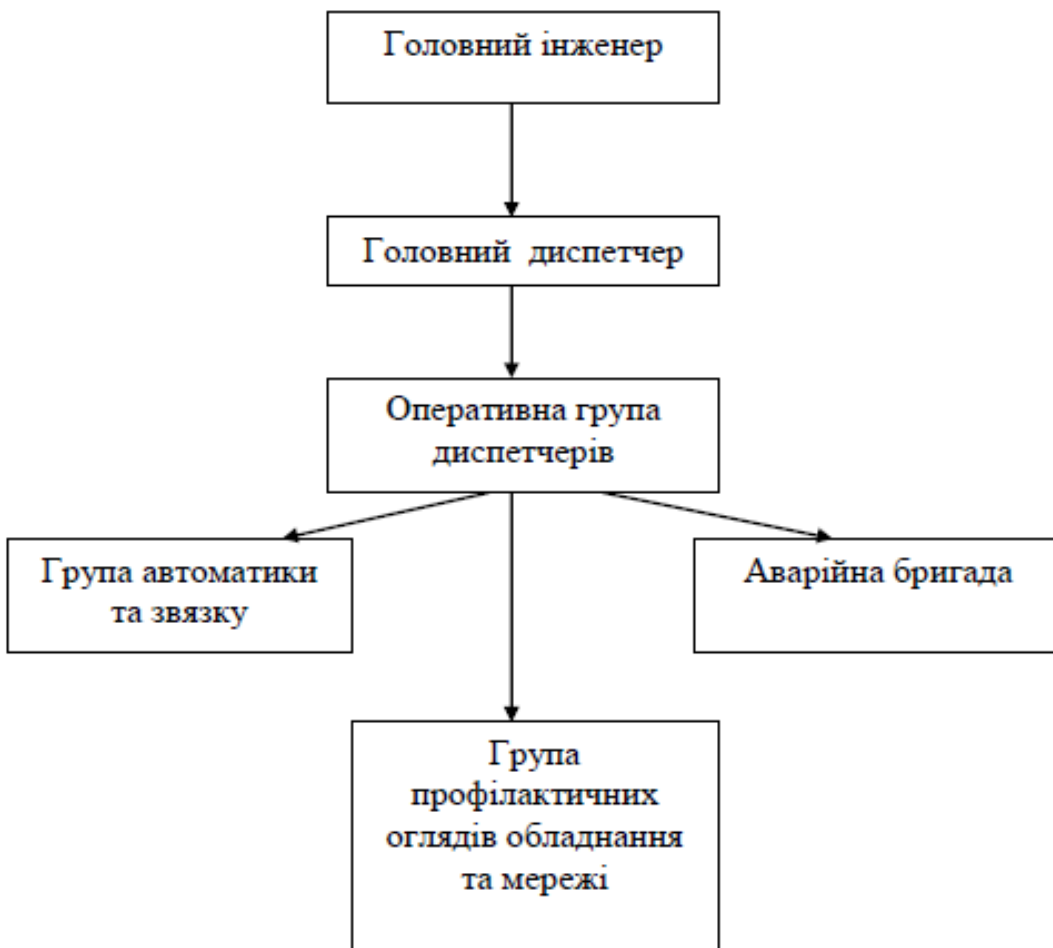 Головний інженер
Головний диспетчер
Оперативна група
диспетчерів
Група автоматики
та звязку
Аварійна бригада
Група
профілактичних
оглядів обладнання
та мережі